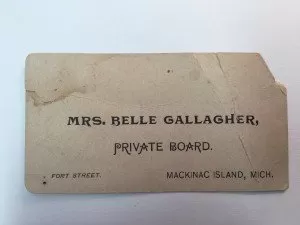 MRS. BELLE GALLAGHER,
PRIVATE BOARD.
FORT STREET. MACKINAC ISLAND, MICH.